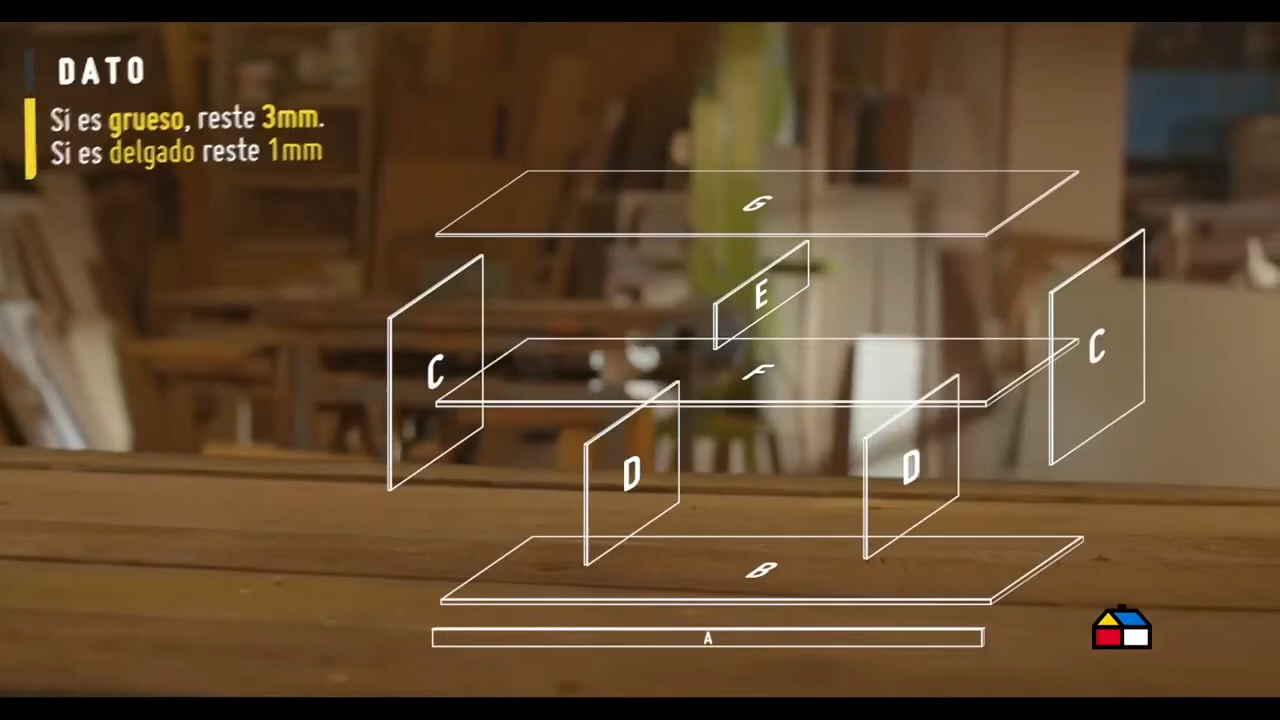 DATO
Si es grueso, reste 3mm.
Si es delgado reste 1mm
G
E
C
C
F
D
D
B
A